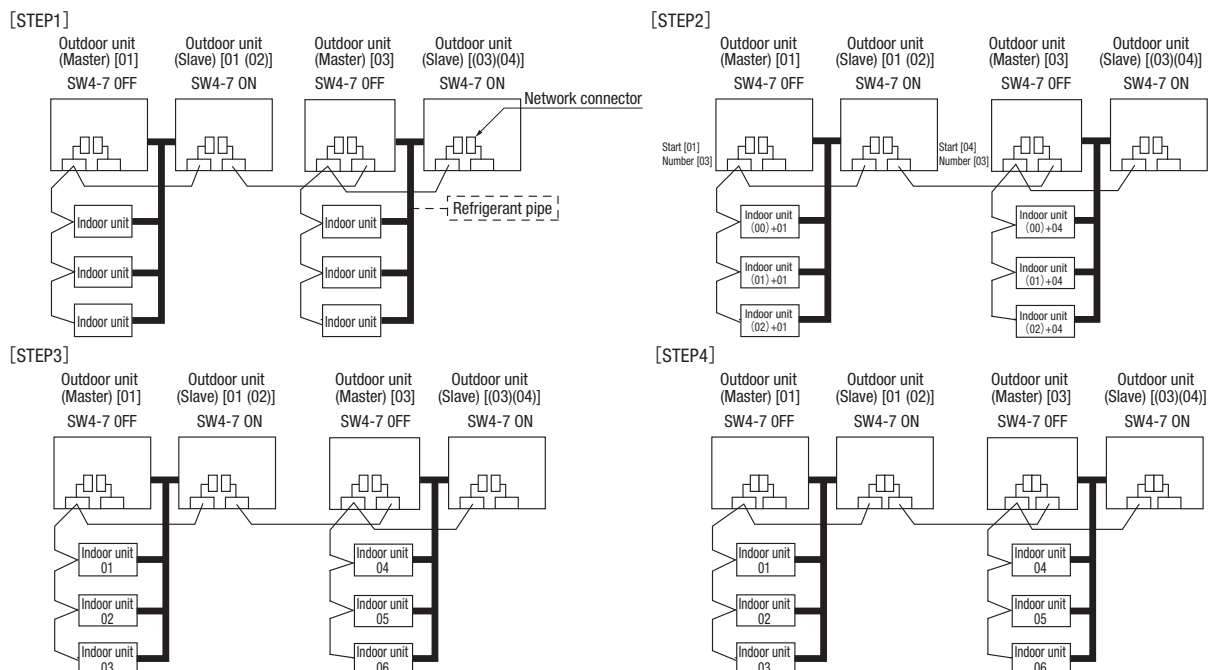 [STEP1]
Outdoor unit
(Master) [01]
Outdoor unit
(Slave) [01 (02)]
Outdoor unit
(Master) [03]
Outdoor unit
(Slave) [(03)(04)]
SW4-7 OFF
SW4-7 ON
SW4-7 OFF
SW4-7 ON
Network connector
Refrigerant pipe
Indoor unit
Indoor unit
Indoor unit
Indoor unit
Indoor unit
Indoor unit
[STEP2]
Outdoor unit
(Master) [01]
Outdoor unit
(Slave) [01 (02)]
Outdoor unit
(Master) [03]
Outdoor unit
(Slave) [(03)(04)]
SW4-7 OFF
SW4-7 ON
SW4-7 OFF
SW4-7 ON
Start [01]
Number [03]
Start [04]
Number [03]
Indoor unit
(00)+01
Indoor unit
(01)+01
Indoor unit
(02)+01
Indoor unit
(00)+04
Indoor unit
(01)+04
Indoor unit
(02)+04
[STEP3]
Outdoor unit
(Master) [01]
Outdoor unit
(Slave) [01 (02)]
Outdoor unit
(Master) [03]
Outdoor unit
(Slave) [(03)(04)]
SW4-7 OFF
SW4-7 ON
SW4-7 OFF
SW4-7 ON
Indoor unit
01
Indoor unit
02
Indoor unit
03
Indoor unit
04
Indoor unit
05
Indoor unit
06
[STEP4]
Outdoor unit
(Master) [01]
Outdoor unit
(Slave) [01 (02)]
Outdoor unit
(Master) [03]
Outdoor unit
(Slave) [(03)(04)]
SW4-7 OFF
SW4-7 ON
SW4-7 OFF
SW4-7 ON
Indoor unit
01
Indoor unit
02
Indoor unit
03
Indoor unit
04
Indoor unit
05
Indoor unit
06